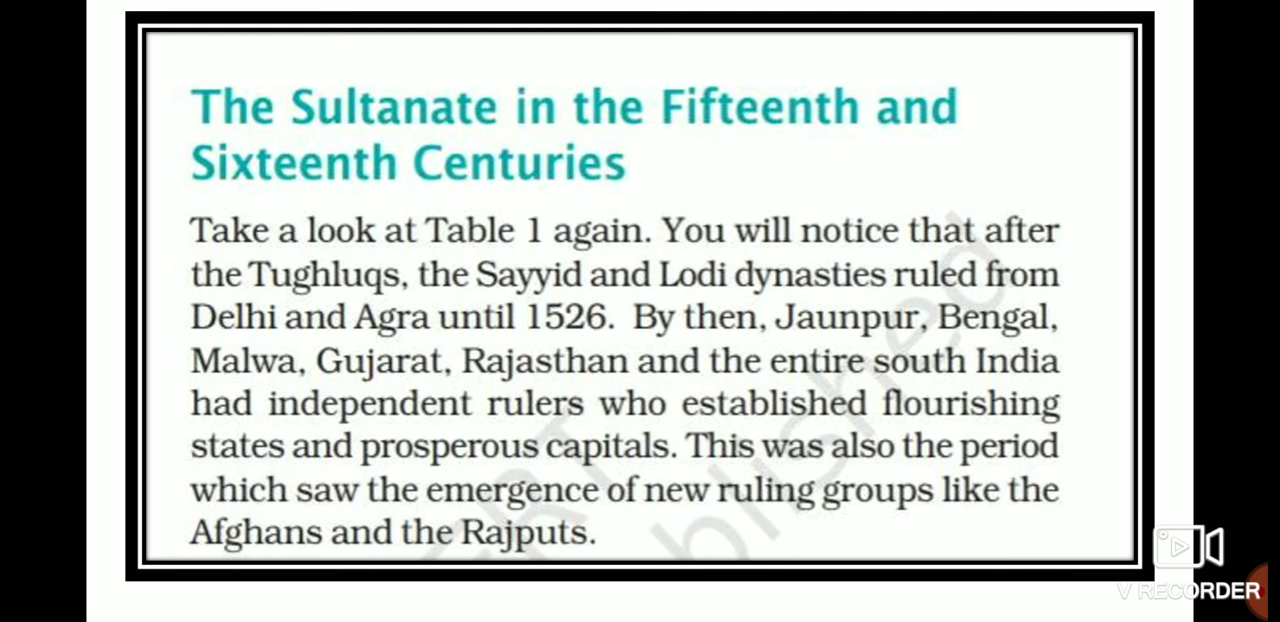 The Sultanate in the Fifteenth and
Sixteenth Centuries
Take a look at Table 1 again. You will notice that after
the Tughluqs, the Sayyid and Lodi dynasties ruled from
Delhi and Agra until 1526. By then, Jaunpur, Bengal,
Malwa, Gujarat, Rajasthan and the entire south India
had independent rulers who established flourishing
states and prosperous capitals. This was also the period
which saw the emergence of new ruling groups like the
Afghans and the Rajputs.
V RECORDER